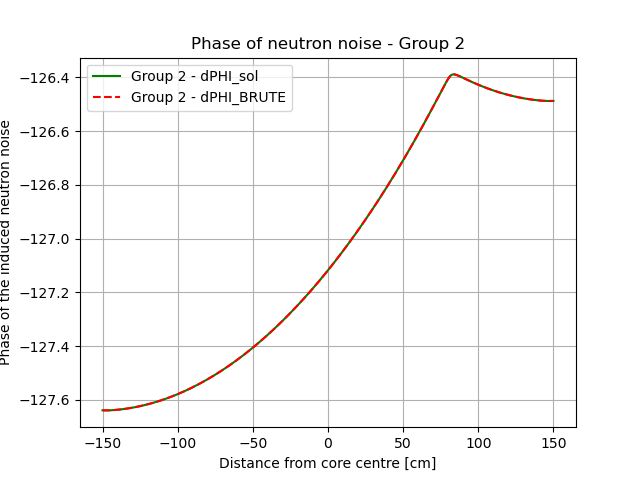 Phase of neutron noise - Group 2
Group 2 - dPHI_sol
Group 2 - dPHI_BRUTE
Phase of the induced neutron noise
−126.4
−126.6
−126.8
−127.0
−127.2
−127.4
−127.6
−150
−100
−50
0
50
100
150
Distance from core centre [cm]